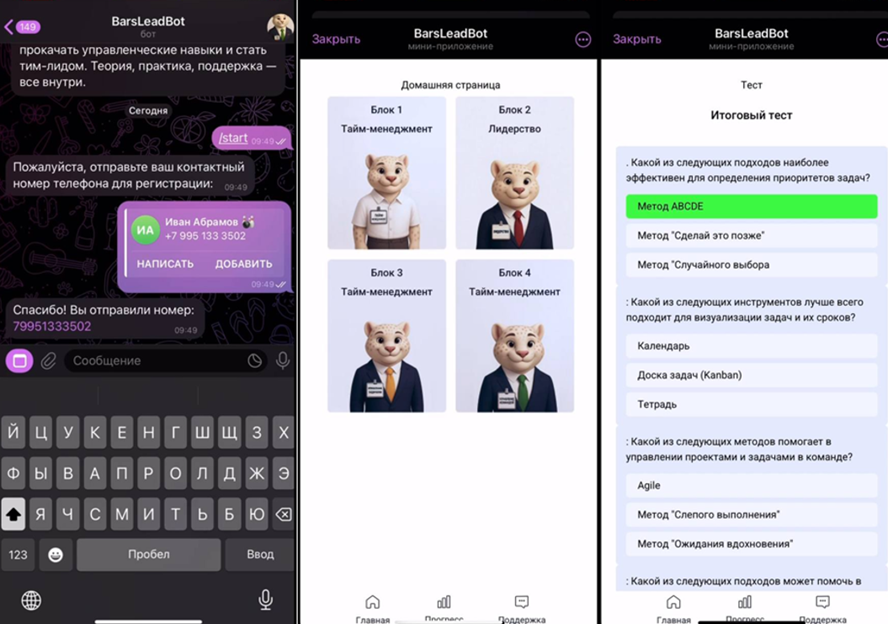 149
BarsLeadBot
бот
прокачать управленческие навыки и стать
тим-лидом. Теория, практика, поддержка —
все внутри.
Сегодня
/start 09:49
Пожалуйста, отправьте ваш контактный
номер телефона для регистрации: 09:49
ИА
Иван Абрамов
+7 995 133 3502
НАПИСАТЬ ДОБАВИТЬ
09:49
Спасибо! Вы отправили номер:
79951333502 09:49
Сообщение
Й Ц У К Е Н Г Ш Щ З Х
Ф Ы В А П Р О Л Д Ж Э
Я Ч С М И Т Ь Б Ю
123 Пробел Ввод
Закрыть
BarsLeadBot
мини-приложение
Домашняя страница
Блок 1
Тайм-менеджмент
Блок 2
Лидерство
Блок 3
Тайм-менеджмент
Блок 4
Тайм-менеджмент
Главная Прогресс Поддержка
Закрыть
BarsLeadBot
мини-приложение
Тест
Итоговый тест
. Какой из следующих подходов наиболее
эффективен для определения приоритетов задач?
Метод ABCDE
Метод "Сделай это позже"
Метод "Случайного выбора
: Какой из следующих инструментов лучше всего
подходит для визуализации задач и их сроков?
Календарь
Доска задач (Kanban)
Тетрадь
: Какой из следующих методов помогает в
управлении проектами и задачами в команде?
Agile
Метод "Слепого выполнения"
Метод "Ожидания вдохновения"
: Какой из следующих подходов может помочь в
Главная Прогресс Поддержка